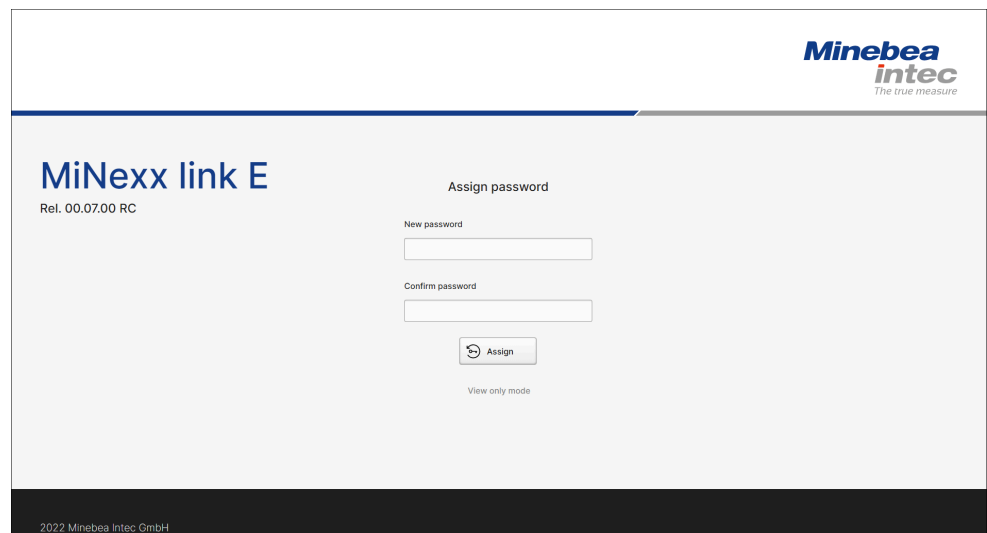 Minebea
intec
The true measure
MiNexx link E
Rel. 00.07.00 RC
Assign password
New password
Confirm password
Assign
View only mode
2022 Minebea Intec GmbH